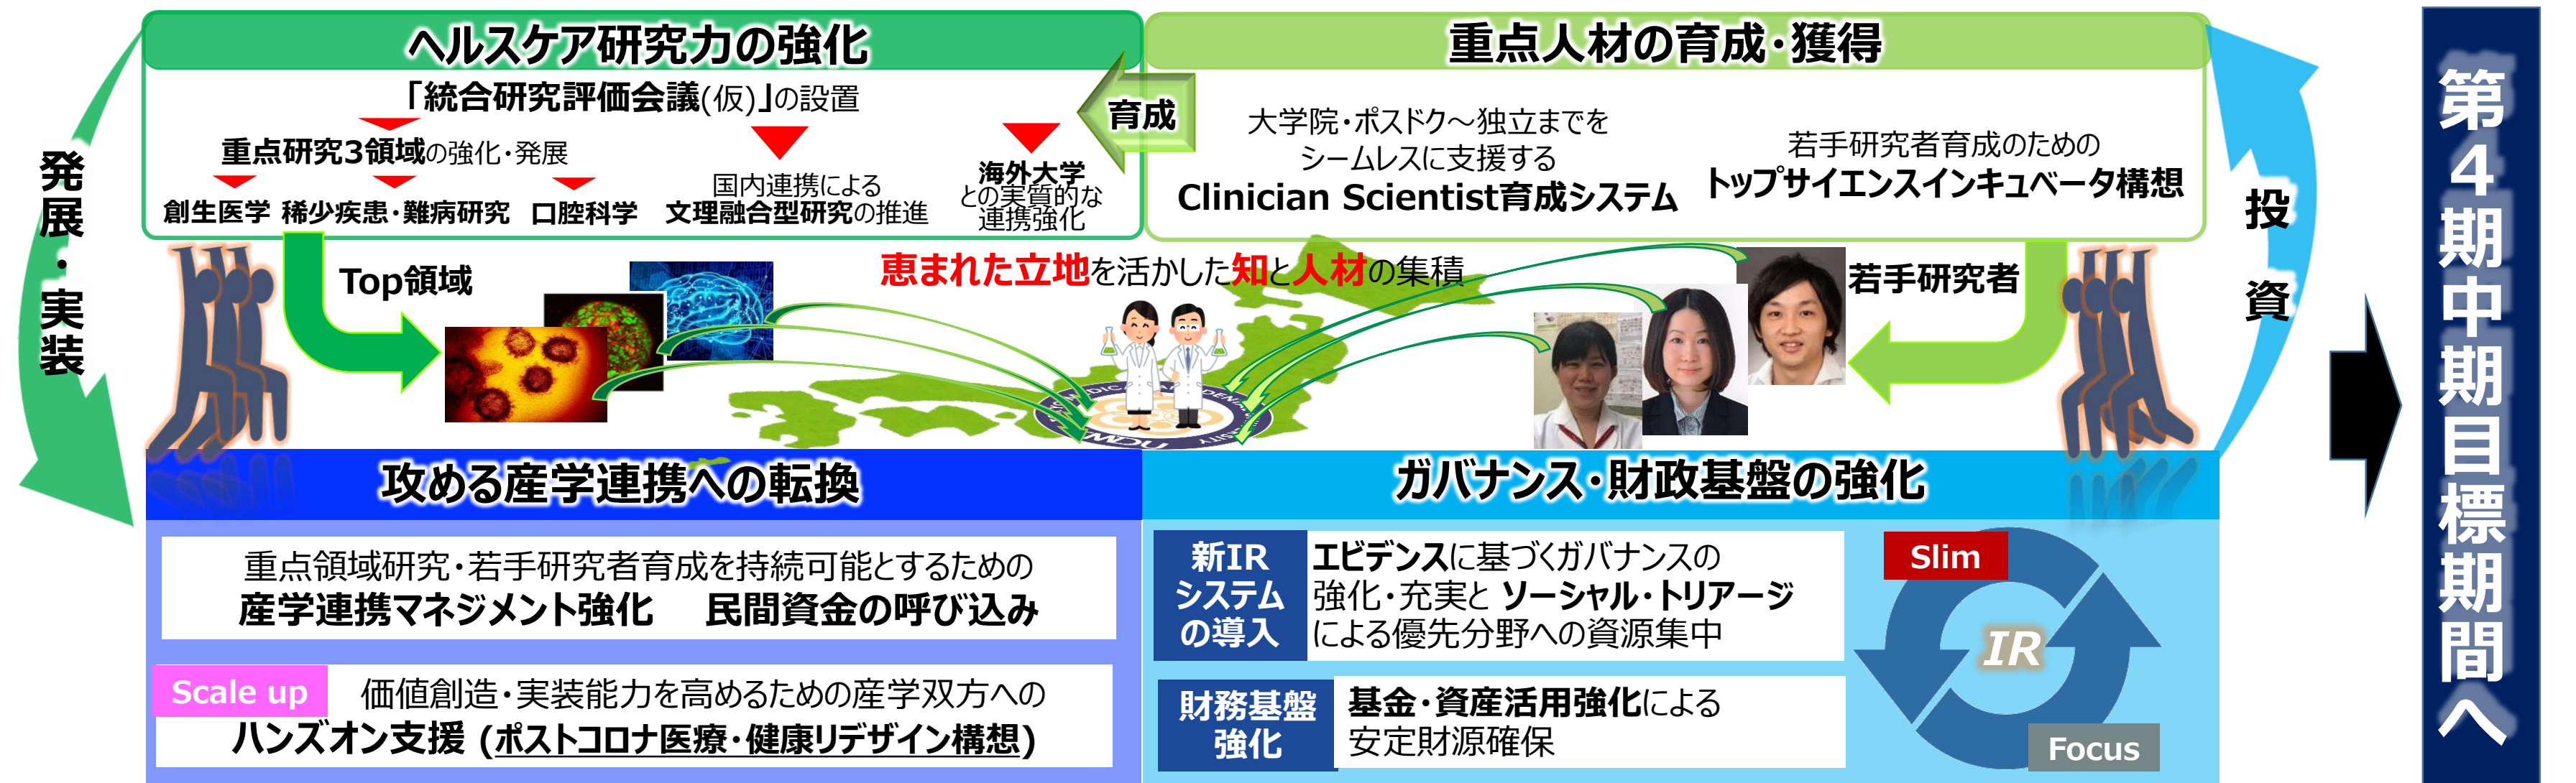 ヘルスケア研究力の強化
「統合研究評価会議(仮)」の設置
重点研究3領域の強化・発展
創生医学 稀少疾患・難病研究 口腔科学
国内連携による
文理融合型研究の推進
海外大学
との実質的な
連携強化
育成
重点人材の育成・獲得
大学院・ポスドク～独立までを
シームレスに支援する
Clinician Scientist育成システム
若手研究者育成のための
トップサイエンスインキュベータ構想
発展・実装
投資
Top領域
恵まれた立地を活かした知と人材の集積
若手研究者
攻める産学連携への転換
重点領域研究・若手研究者育成を持続可能とするための
産学連携マネジメント強化 民間資金の呼び込み
Scale up
価値創造・実装能力を高めるための産学双方への
ハンズオン支援 (ポストコロナ医療・健康リデザイン構想)
ガバナンス・財政基盤の強化
新IR
システム
の導入
エビデンスに基づくガバナンスの
強化・充実と ソーシャル・トリアージ
による優先分野への資源集中
財務基盤
強化
基金・資産活用強化による
安定財源確保
Slim
IR
Focus
第4期中期目標期間へ